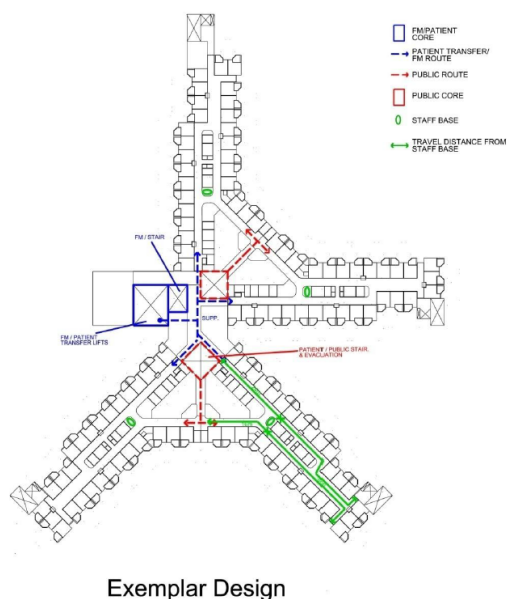 FM/PATIENT
CORE
PATIENT TRANSFER/
FM ROUTE
PUBLIC ROUTE
PUBLIC CORE
STAFF BASE
TRAVEL DISTANCE FROM
STAFF BASE
FM / STAIR
SUPP.
FM / PATIENT
TRANSFER LIFTS
PATIENT / PUBLIC STAIR,
& EVACUATION
Exemplar Design